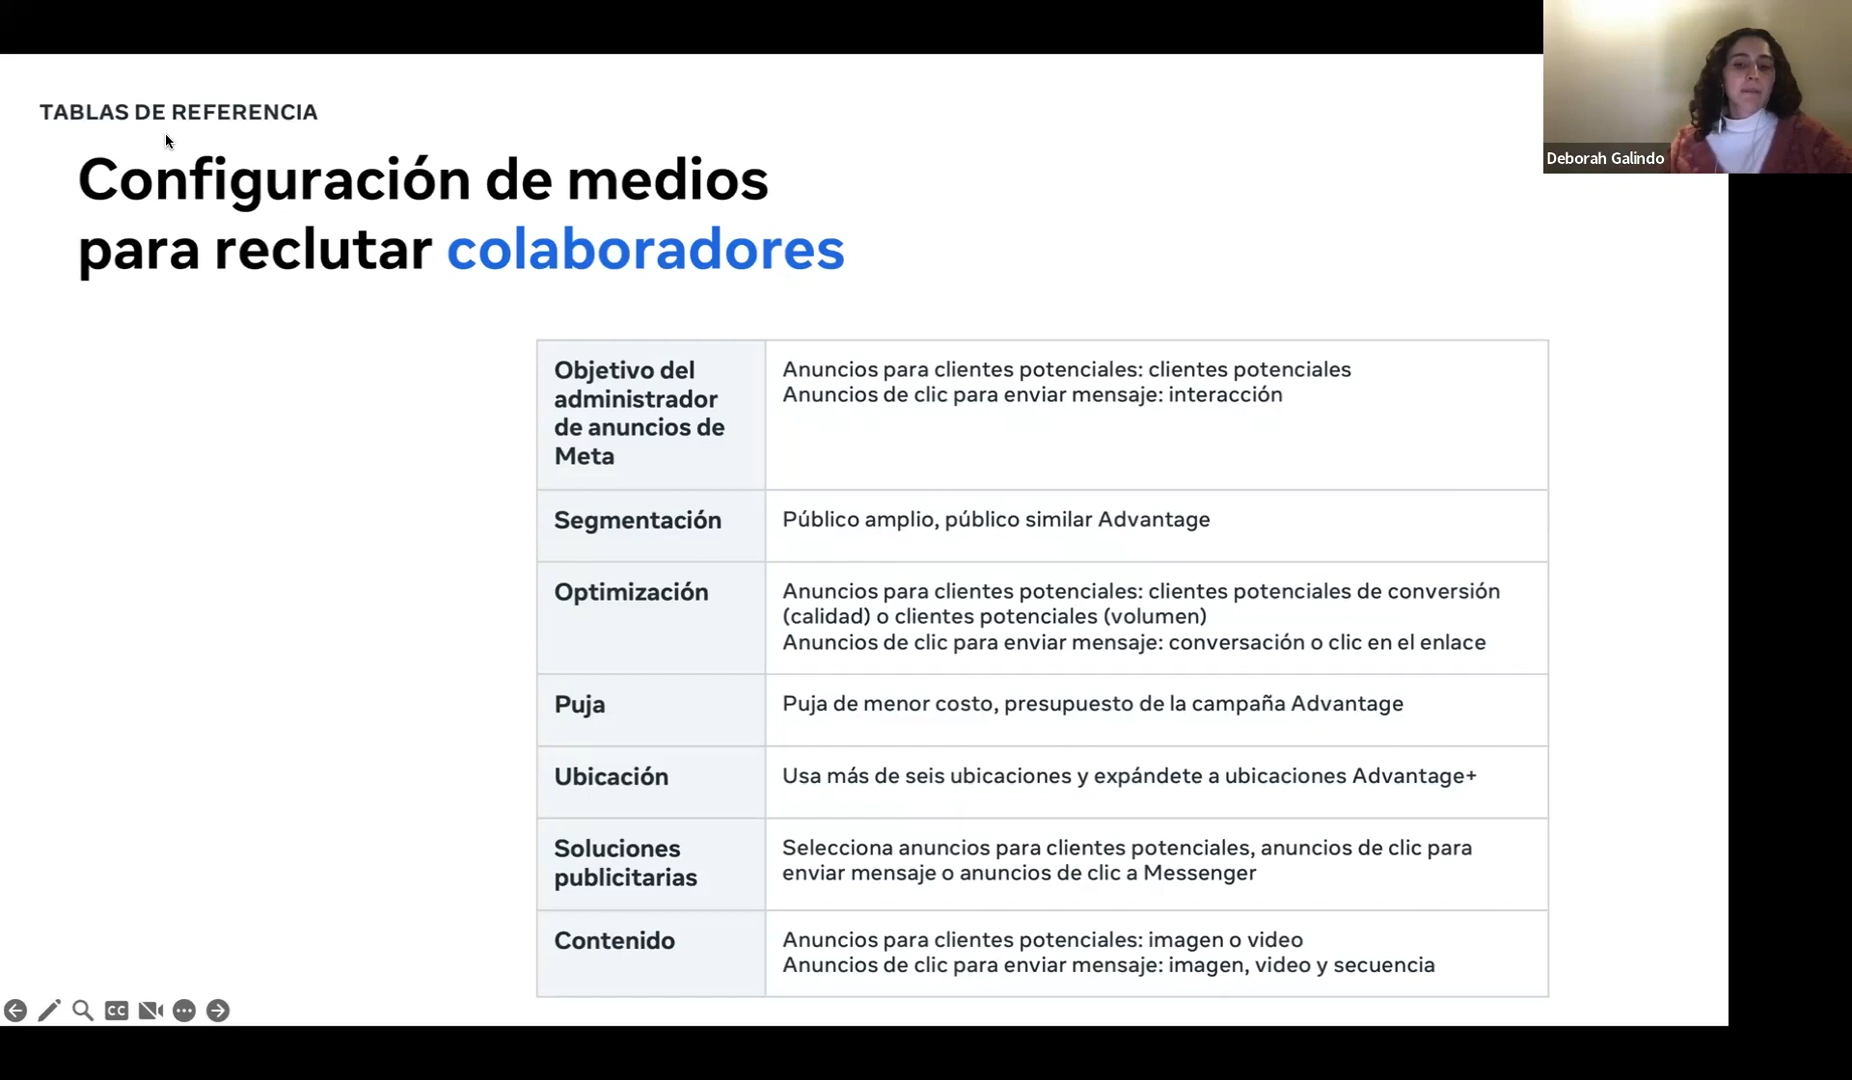 TABLAS DE REFERENCIA
Configuración de medios
para reclutar colaboradores
Deborah Galindo
Objetivo del
administrador
de anuncios de
Meta
Anuncios para clientes potenciales: clientes potenciales
Anuncios de clic para enviar mensaje: interacción
Segmentación
Público amplio, público similar Advantage
Optimización
Anuncios para clientes potenciales: clientes potenciales de conversión
(calidad) o clientes potenciales (volumen)
Anuncios de clic para enviar mensaje: conversación o clic en el enlace
Puja
Puja de menor costo, presupuesto de la campaña Advantage
Ubicación
Usa más de seis ubicaciones y expándete a ubicaciones Advantage+
Soluciones
publicitarias
Selecciona anuncios para clientes potenciales, anuncios de clic para
enviar mensaje o anuncios de clic a Messenger
Contenido
Anuncios para clientes potenciales: imagen o video
Anuncios de clic para enviar mensaje: imagen, video y secuencia
CC